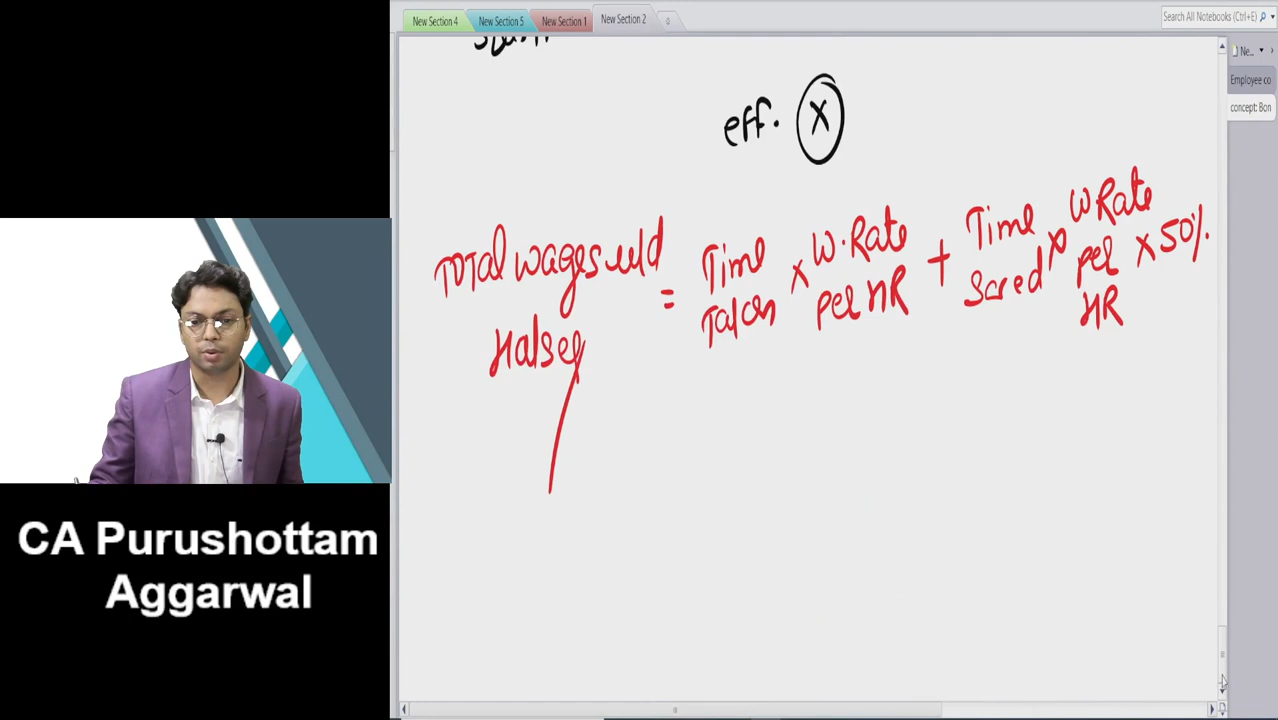 New Section 4
New Section 5
New Section 1
New Section 2
Search All Notebooks (Ctrl+E)
Ne...
Employee co
concept: Bon
eff. X
Total wages u/d Halsey = Time Taken x W.Rate per HR + Time Saved x W Rate per HR x 50%
CA Purushottam
Aggarwal